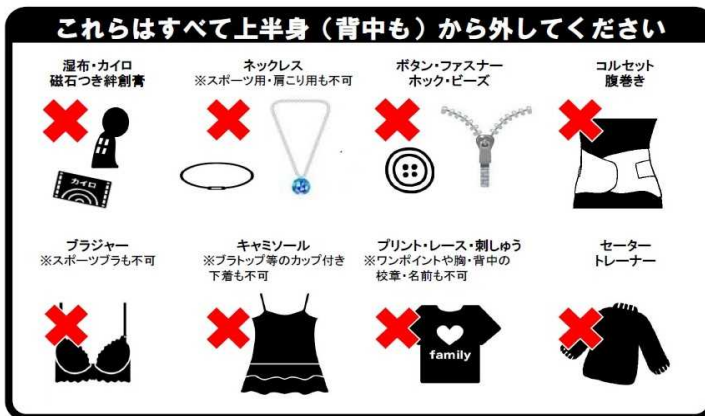 これらはすべて上半身（背中も）から外してください
湿布・カイロ
磁石つき絆創膏
カイロ
ネックレス
※スポーツ用・肩こり用も不可
ボタン・ファスナー
ホック・ビーズ
コルセット
腹巻き
ブラジャー
※スポーツブラも不可
キャミソール
※ブラトップ等のカップ付き
下着も不可
プリント・レース・刺しゅう
※ワンポイントや胸・背中の
校章・名前も不可
family
セーター
トレーナー